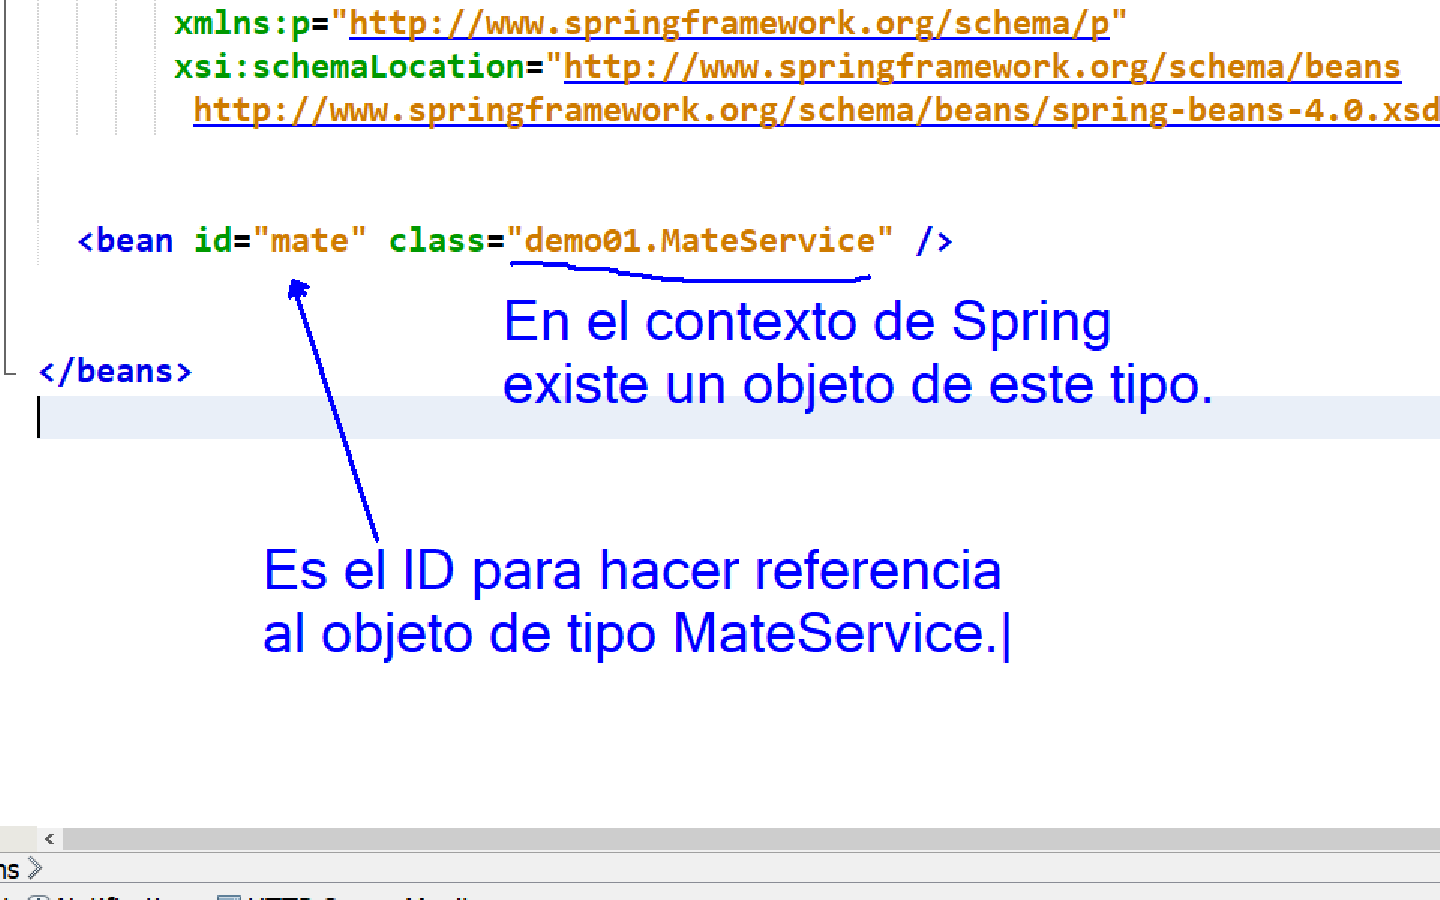 xmlns:p="http://www.springframework.org/schema/p"
xsi:schemaLocation="http://www.springframework.org/schema/beans
http://www.springframework.org/schema/beans/spring-beans-4.0.xsd
<bean id="mate" class="demo01.MateService" />
En el contexto de Spring
existe un objeto de este tipo.
</beans>
Es el ID para hacer referencia
al objeto de tipo MateService.